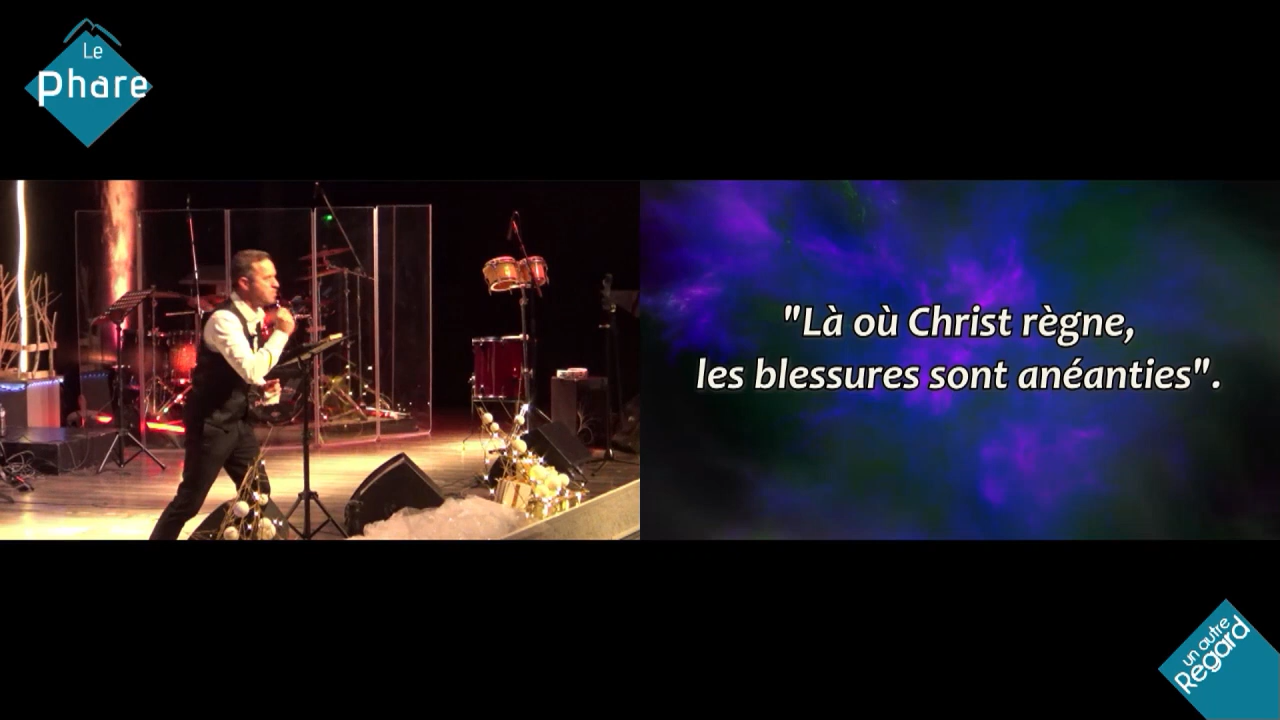 Le
Phare
"Là où Christ règne,
les blessures sont anéanties".
un autre
Regard